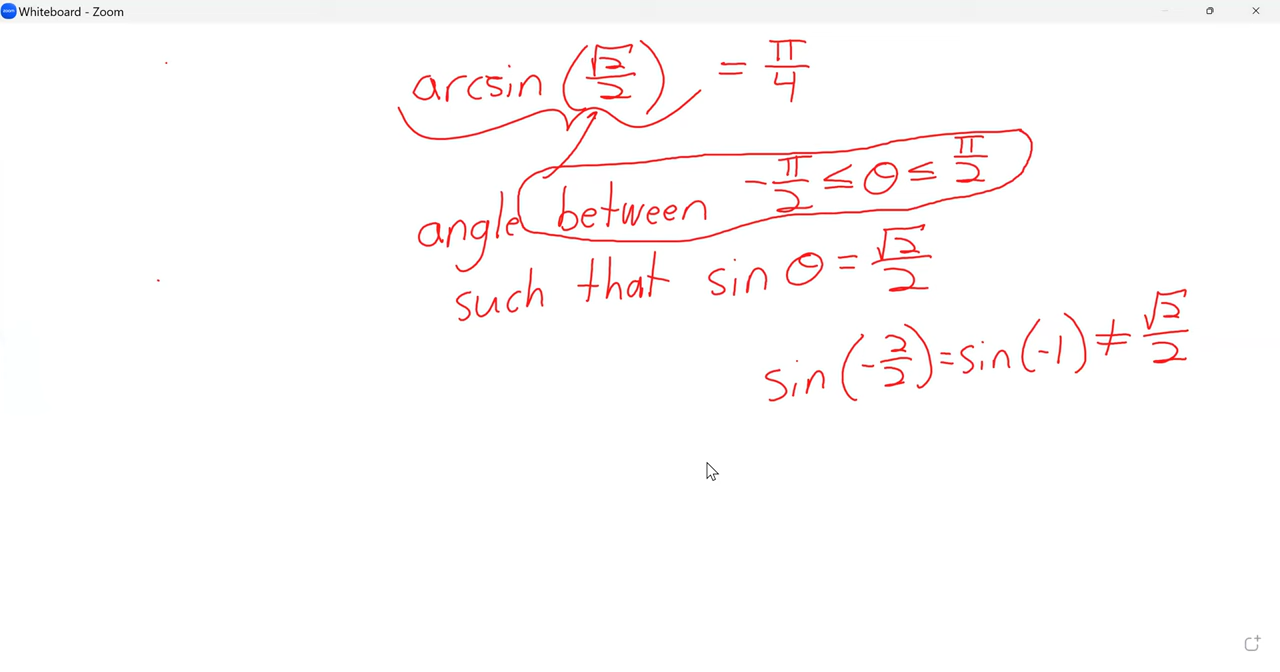 Whiteboard - Zoom
arcsin(√2/2) = π/4
angle between -π/2 ≤ θ ≤ π/2
such that sin θ = √2/2
sin(-2/2) = sin(-1) ≠ √2/2